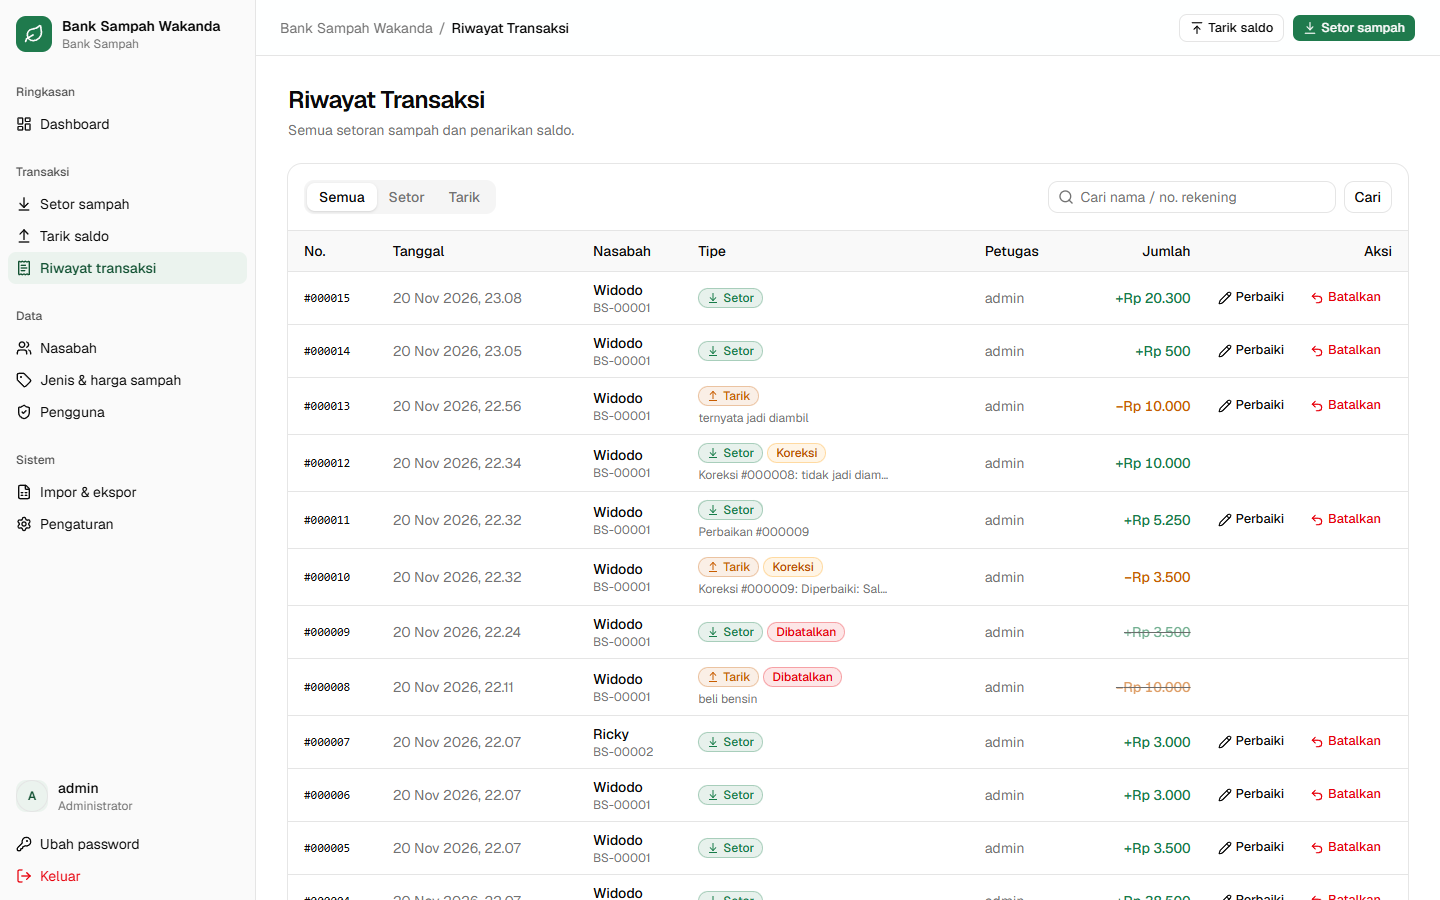 Bank Sampah Wakanda
Bank Sampah
Ringkasan
Dashboard
Transaksi
Setor sampah
Tarik saldo
Riwayat transaksi
Data
Nasabah
Jenis & harga sampah
Pengguna
Sistem
Impor & ekspor
Pengaturan
A
admin
Administrator
Ubah password
Keluar
Bank Sampah Wakanda / Riwayat Transaksi
Tarik saldo
Setor sampah
Riwayat Transaksi
Semua setoran sampah dan penarikan saldo.
Semua Setor Tarik
Cari nama / no. rekening
Cari
No. Tanggal Nasabah Tipe Petugas Jumlah Aksi
#000015 20 Nov 2026, 23.08 Widodo BS-00001 Setor admin +Rp 20.300 Perbaiki Batalkan
#000014 20 Nov 2026, 23.05 Widodo BS-00001 Setor admin +Rp 500 Perbaiki Batalkan
#000013 20 Nov 2026, 22.56 Widodo BS-00001 Tarik ternyata jadi diambil admin −Rp 10.000 Perbaiki Batalkan
#000012 20 Nov 2026, 22.34 Widodo BS-00001 Setor Koreksi Koreksi #000008: tidak jadi diam... admin +Rp 10.000
#000011 20 Nov 2026, 22.32 Widodo BS-00001 Setor Perbaikan #000009 admin +Rp 5.250 Perbaiki Batalkan
#000010 20 Nov 2026, 22.32 Widodo BS-00001 Tarik Koreksi Koreksi #000009: Diperbaiki: Sal... admin −Rp 3.500
#000009 20 Nov 2026, 22.24 Widodo BS-00001 Setor Dibatalkan admin +Rp 3.500
#000008 20 Nov 2026, 22.11 Widodo BS-00001 Tarik Dibatalkan beli bensin admin −Rp 10.000
#000007 20 Nov 2026, 22.07 Ricky BS-00002 Setor admin +Rp 3.000 Perbaiki Batalkan
#000006 20 Nov 2026, 22.07 Widodo BS-00001 Setor admin +Rp 3.000 Perbaiki Batalkan
#000005 20 Nov 2026, 22.07 Widodo BS-00001 Setor admin +Rp 3.500 Perbaiki Batalkan
Widodo